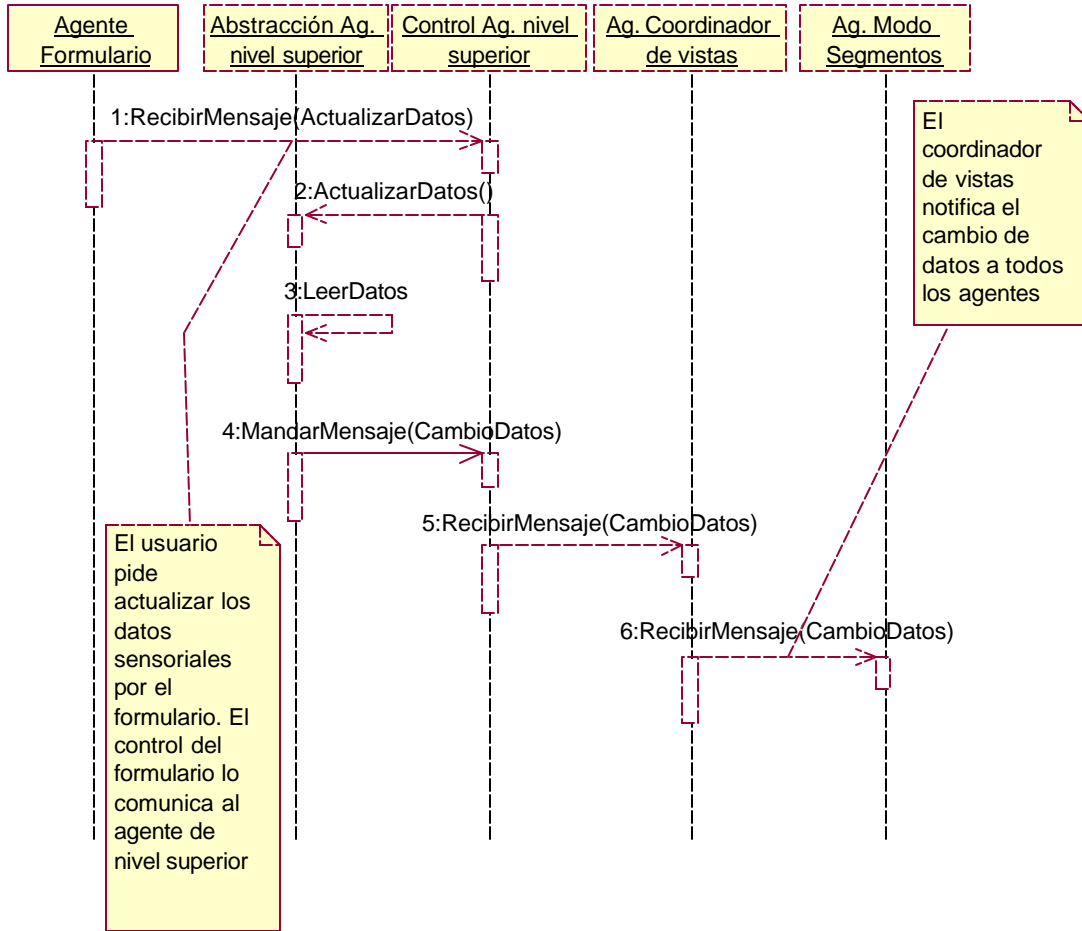 Agente
Formulario
Abstracción Ag.
nivel superior
Control Ag. nivel
superior
Ag. Coordinador
de vistas
Ag. Modo
Segmentos
1:RecibirMensaje(ActualizarDatos)
2:ActualizarDatos()
3:LeerDatos
4:MandarMensaje(CambioDatos)
5:RecibirMensaje(CambioDatos)
6:RecibirMensaje(CambioDatos)
El
coordinador
de vistas
notifica el
cambio de
datos a todos
los agentes
El usuario
pide
actualizar los
datos
sensoriales
por el
formulario. El
control del
formulario lo
comunica al
agente de
nivel superior